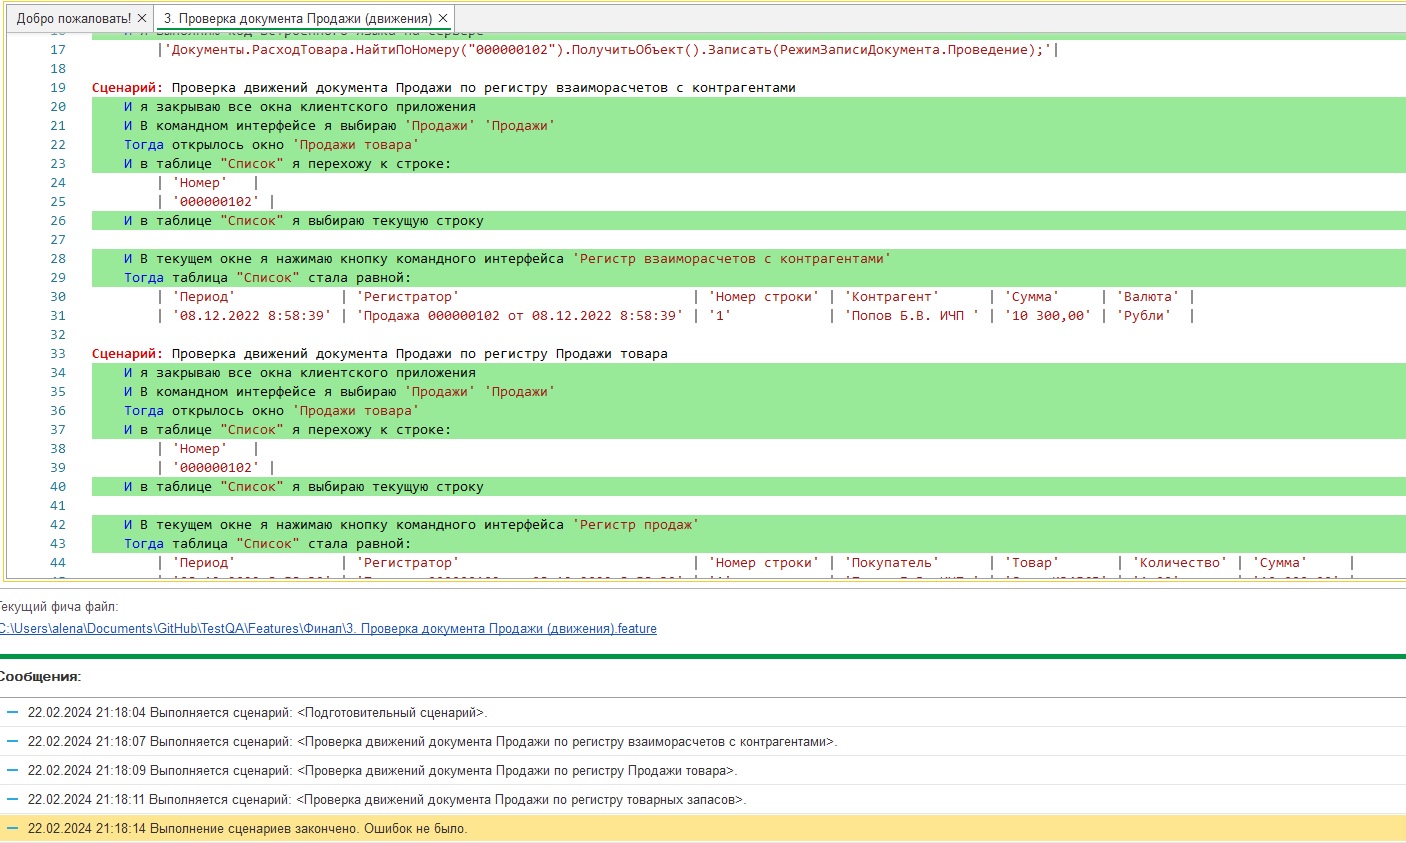 Добро пожаловать! × 3. Проверка документа Продажи (движения) ×
17 |'Документы.РасходТовара.НайтиПоНомеру("000000102").ПолучитьОбъект().Записать(РежимЗаписиДокумента.Проведение);'|
18
19 Сценарий: Проверка движений документа Продажи по регистру взаиморасчетов с контрагентами
20 И я закрываю все окна клиентского приложения
21 И В командном интерфейсе я выбираю 'Продажи' 'Продажи'
22 Тогда открылось окно 'Продажи товара'
23 И в таблице "Список" я перехожу к строке:
24 | 'Номер' |
25 | '000000102' |
26 И в таблице "Список" я выбираю текущую строку
27
28 И В текущем окне я нажимаю кнопку командного интерфейса 'Регистр взаиморасчетов с контрагентами'
29 Тогда таблица "Список" стала равной:
30 | 'Период' | 'Регистратор' | 'Номер строки' | 'Контрагент' | 'Сумма' | 'Валюта' |
31 | '08.12.2022 8:58:39' | 'Продажа 000000102 от 08.12.2022 8:58:39' | '1' | 'Попов Б.В. ИЧП ' | '10 300,00' | 'Рубли' |
32
33 Сценарий: Проверка движений документа Продажи по регистру Продажи товара
34 И я закрываю все окна клиентского приложения
35 И В командном интерфейсе я выбираю 'Продажи' 'Продажи'
36 Тогда открылось окно 'Продажи товара'
37 И в таблице "Список" я перехожу к строке:
38 | 'Номер' |
39 | '000000102' |
40 И в таблице "Список" я выбираю текущую строку
41
42 И В текущем окне я нажимаю кнопку командного интерфейса 'Регистр продаж'
43 Тогда таблица "Список" стала равной:
44 | 'Период' | 'Регистратор' | 'Номер строки' | 'Покупатель' | 'Товар' | 'Количество' | 'Сумма' |
Текущий фича файл:
C:\Users\alena\Documents\GitHub\TestQA\Features\Финал\3. Проверка документа Продажи (движения).feature
Сообщения:
22.02.2024 21:18:04 Выполняется сценарий: <Подготовительный сценарий>.
22.02.2024 21:18:07 Выполняется сценарий: <Проверка движений документа Продажи по регистру взаиморасчетов с контрагентами>.
22.02.2024 21:18:09 Выполняется сценарий: <Проверка движений документа Продажи по регистру Продажи товара>.
22.02.2024 21:18:11 Выполняется сценарий: <Проверка движений документа Продажи по регистру товарных запасов>.
22.02.2024 21:18:14 Выполнение сценариев закончено. Ошибок не было.